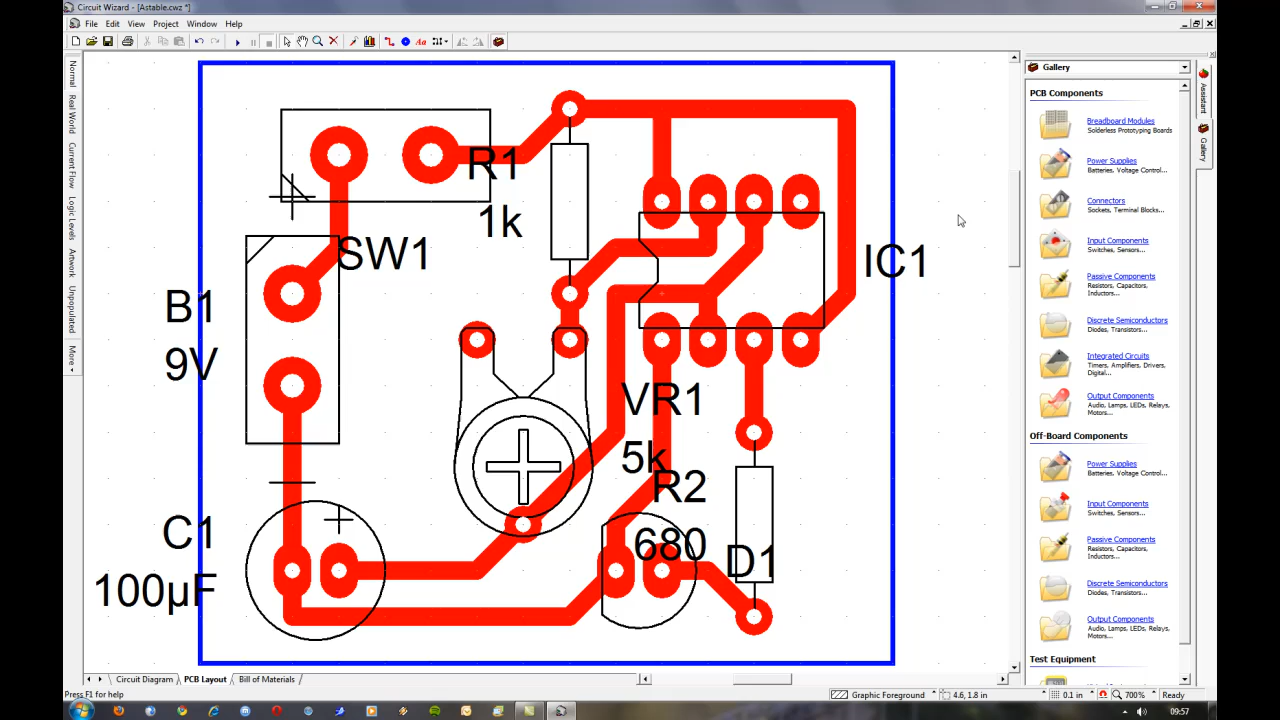 Circuit Wizard - [Astable.cwz *]
File Edit View Project Window Help
Aa
Normal
Real World
Current Flow
Logic Levels
Artwork
Unpopulated
More
R1
1k
SW1
IC1
B1
9V
VR1
5k
R2
680
D1
C1
100µF
Gallery
PCB Components
Breadboard Modules
Solderless Prototyping Boards
Power Supplies
Batteries, Voltage Control...
Connectors
Sockets, Terminal Blocks...
Input Components
Switches, Sensors...
Passive Components
Resistors, Capacitors,
Inductors...
Discrete Semiconductors
Diodes, Transistors...
Integrated Circuits
Timers, Amplifiers, Drivers,
Digital...
Output Components
Audio, Lamps, LEDs, Relays,
Motors...
Off-Board Components
Power Supplies
Batteries, Voltage Control...
Input Components
Switches, Sensors...
Passive Components
Resistors, Capacitors,
Inductors...
Discrete Semiconductors
Diodes, Transistors...
Output Components
Audio, Lamps, LEDs, Relays,
Motors...
Test Equipment
Assistant
Gallery
Circuit Diagram PCB Layout Bill of Materials
Press F1 for help
Graphic Foreground 4.6, 1.8 in 0.1 in 700% Ready
09:57